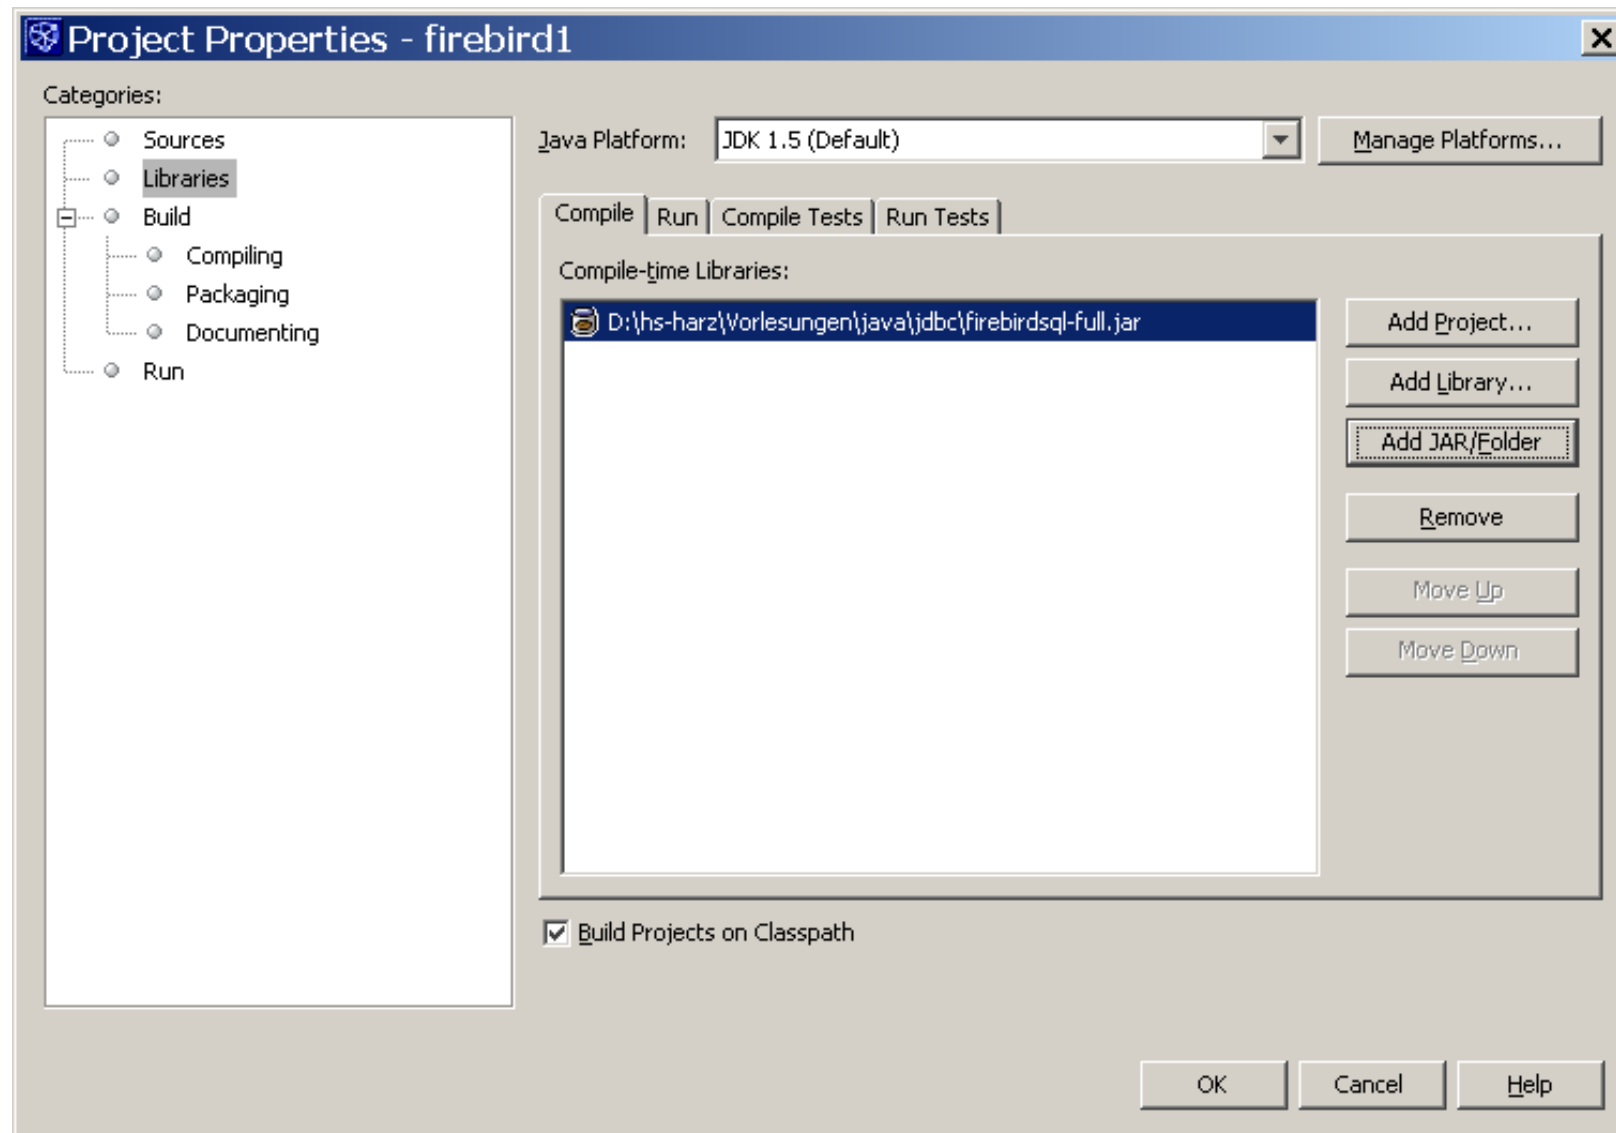 Project Properties - firebird1
Categories:
Sources
Libraries
Build
Compiling
Packaging
Documenting
Run
Java Platform: JDK 1.5 (Default) Manage Platforms...
Compile Run Compile Tests Run Tests
Compile-time Libraries:
D:\hs-harz\Vorlesungen\java\jdbc\firebirdsql-full.jar
Add Project...
Add Library...
Add JAR/Folder
Remove
Move Up
Move Down
Build Projects on Classpath
OK Cancel Help